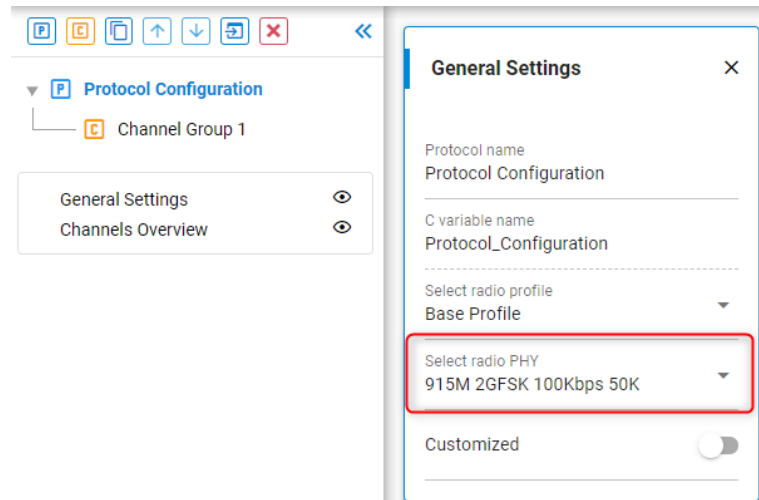 P
C
Protocol Configuration
P
Channel Group 1
C
General Settings
Channels Overview
General Settings
Protocol name
Protocol Configuration
C variable name
Protocol_Configuration
Select radio profile
Base Profile
Select radio PHY
915M 2GFSK 100Kbps 50K
Customized